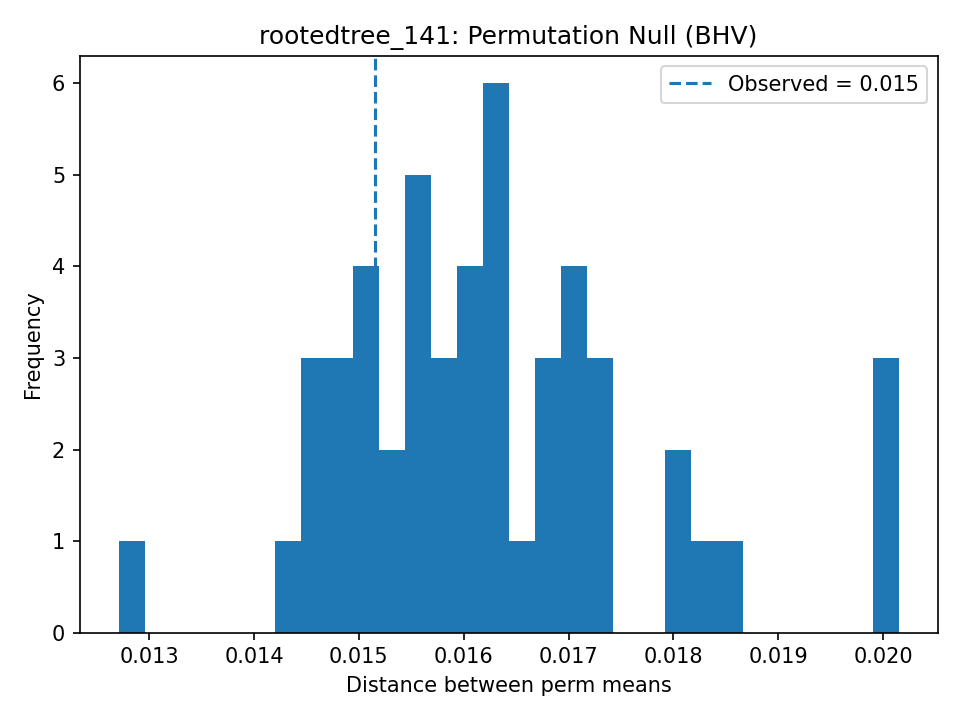 rootedtree_141: Permutation Null (BHV)
Observed = 0.015
Frequency
6
5
4
3
2
1
0
0.013 0.014 0.015 0.016 0.017 0.018 0.019 0.020
Distance between perm means